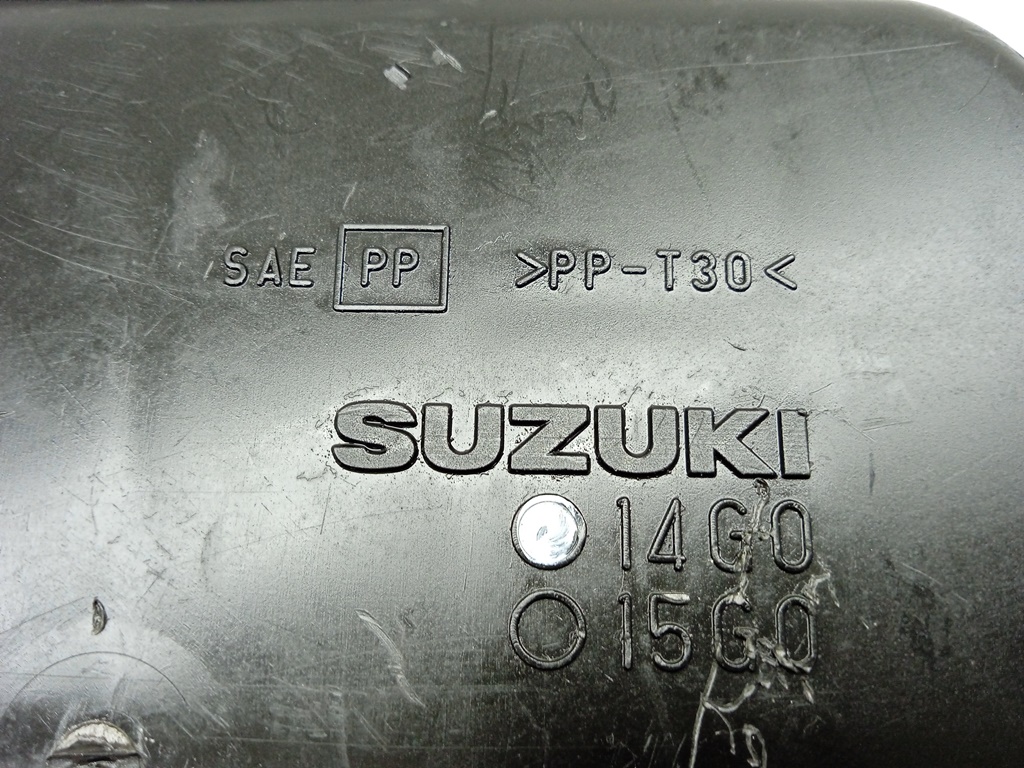 SAE PP >PP-T30<
SUZUKI
14G0
15G0